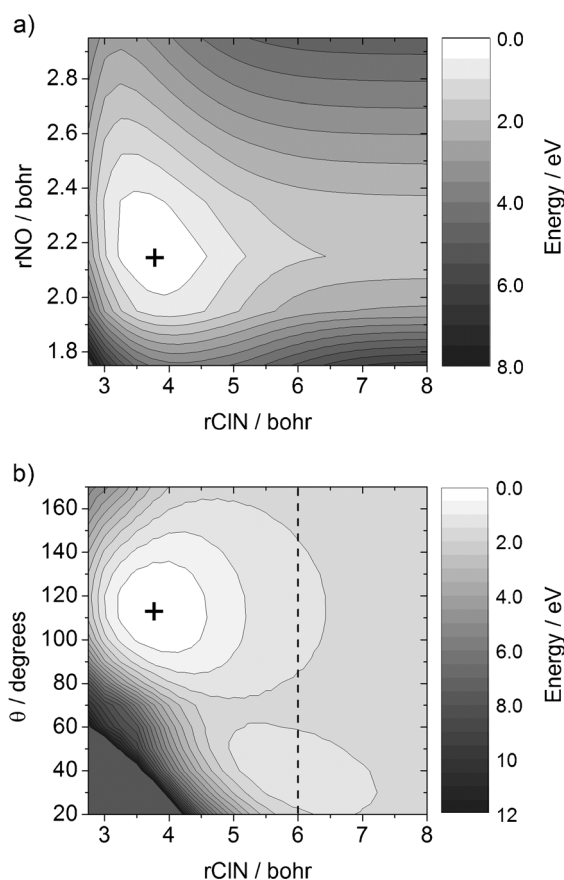 a)
2.8
2.6
2.4
2.2
2.0
1.8
rNO / bohr
3 4 5 6 7 8
rClN / bohr
0.0
2.0
4.0
6.0
8.0
Energy / eV
b)
160
140
120
100
80
60
40
20
θ / degrees
3 4 5 6 7 8
rClN / bohr
0.0
2.0
4.0
6.0
8.0
10
12
Energy / eV